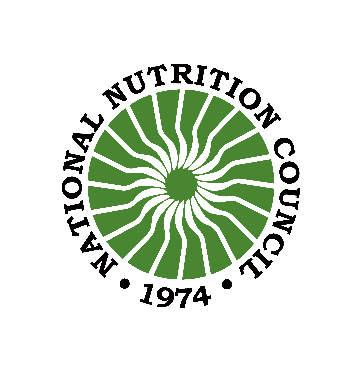 NATIONAL NUTRITION COUNCIL
• 1974 •